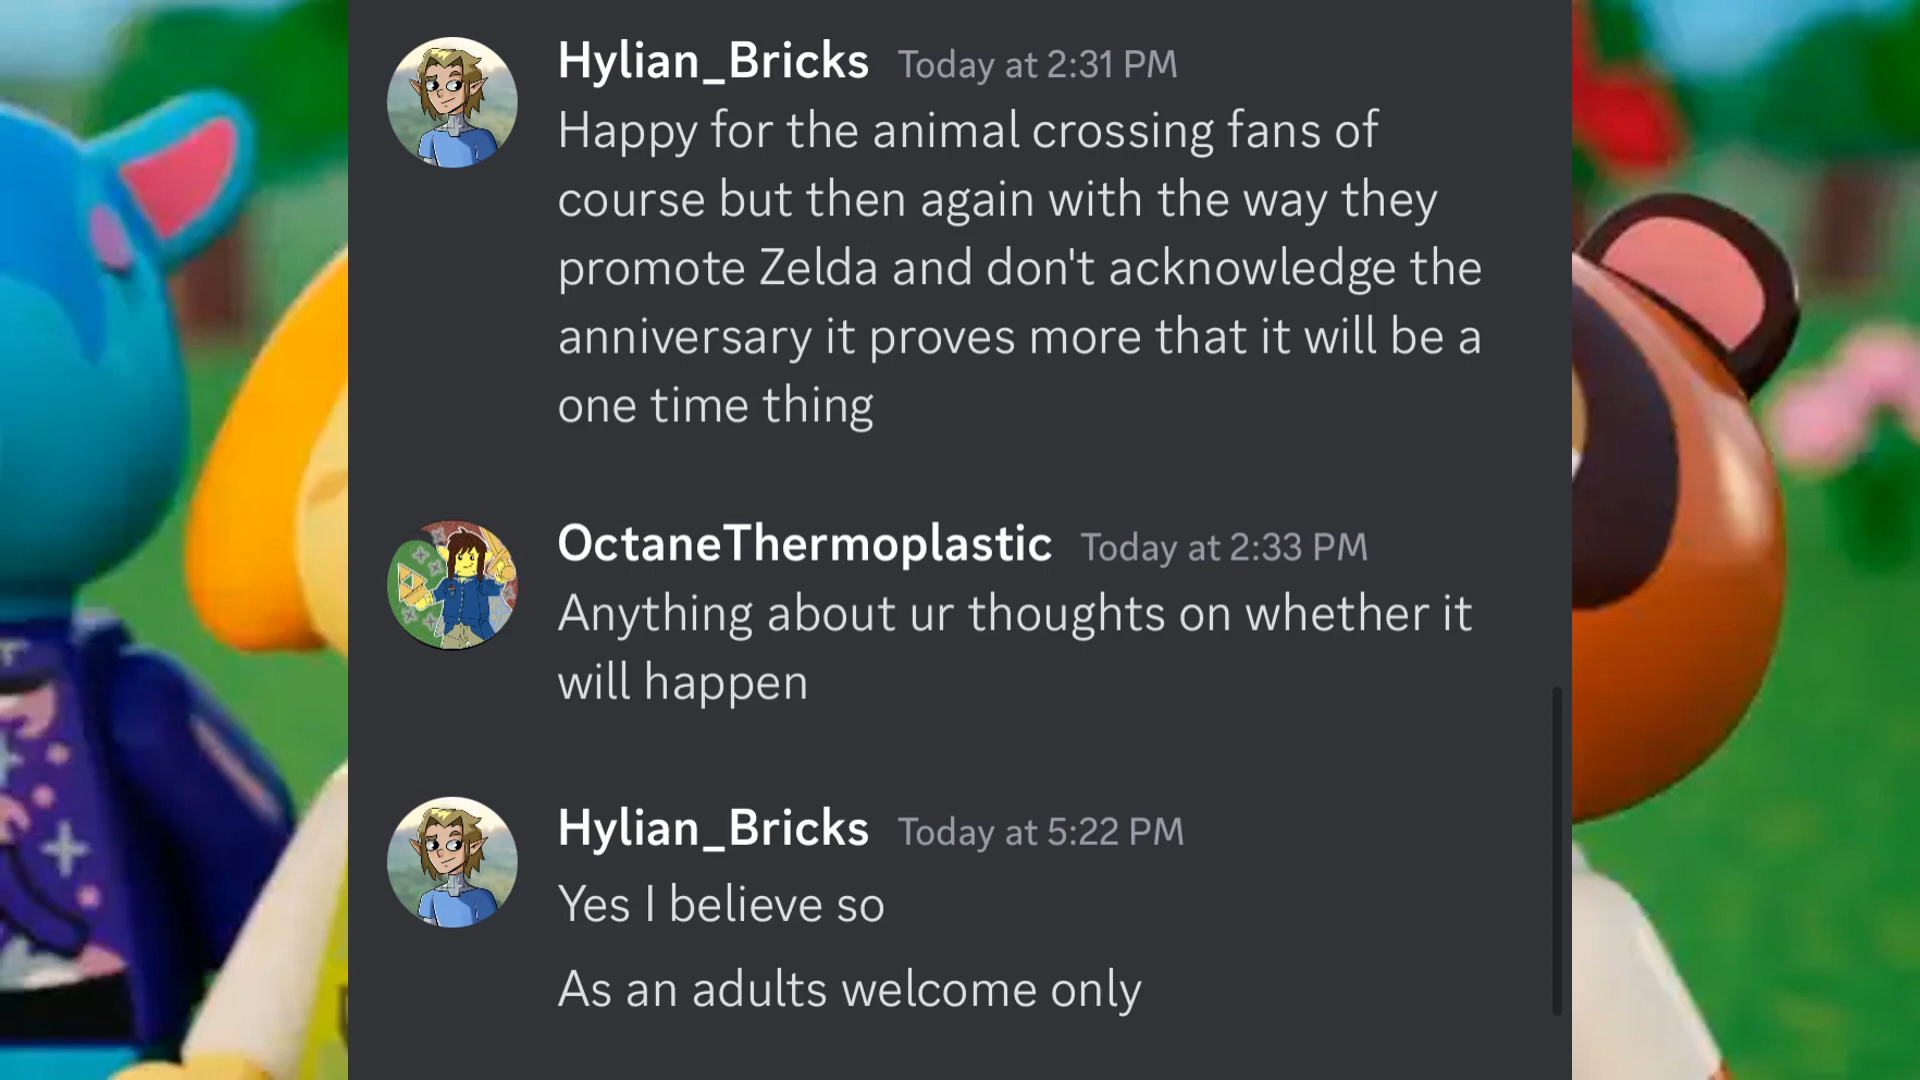 Hylian_Bricks Today at 2:31 PM
Happy for the animal crossing fans of
course but then again with the way they
promote Zelda and don't acknowledge the
anniversary it proves more that it will be a
one time thing
OctaneThermoplastic Today at 2:33 PM
Anything about ur thoughts on whether it
will happen
Hylian_Bricks Today at 5:22 PM
Yes I believe so
As an adults welcome only